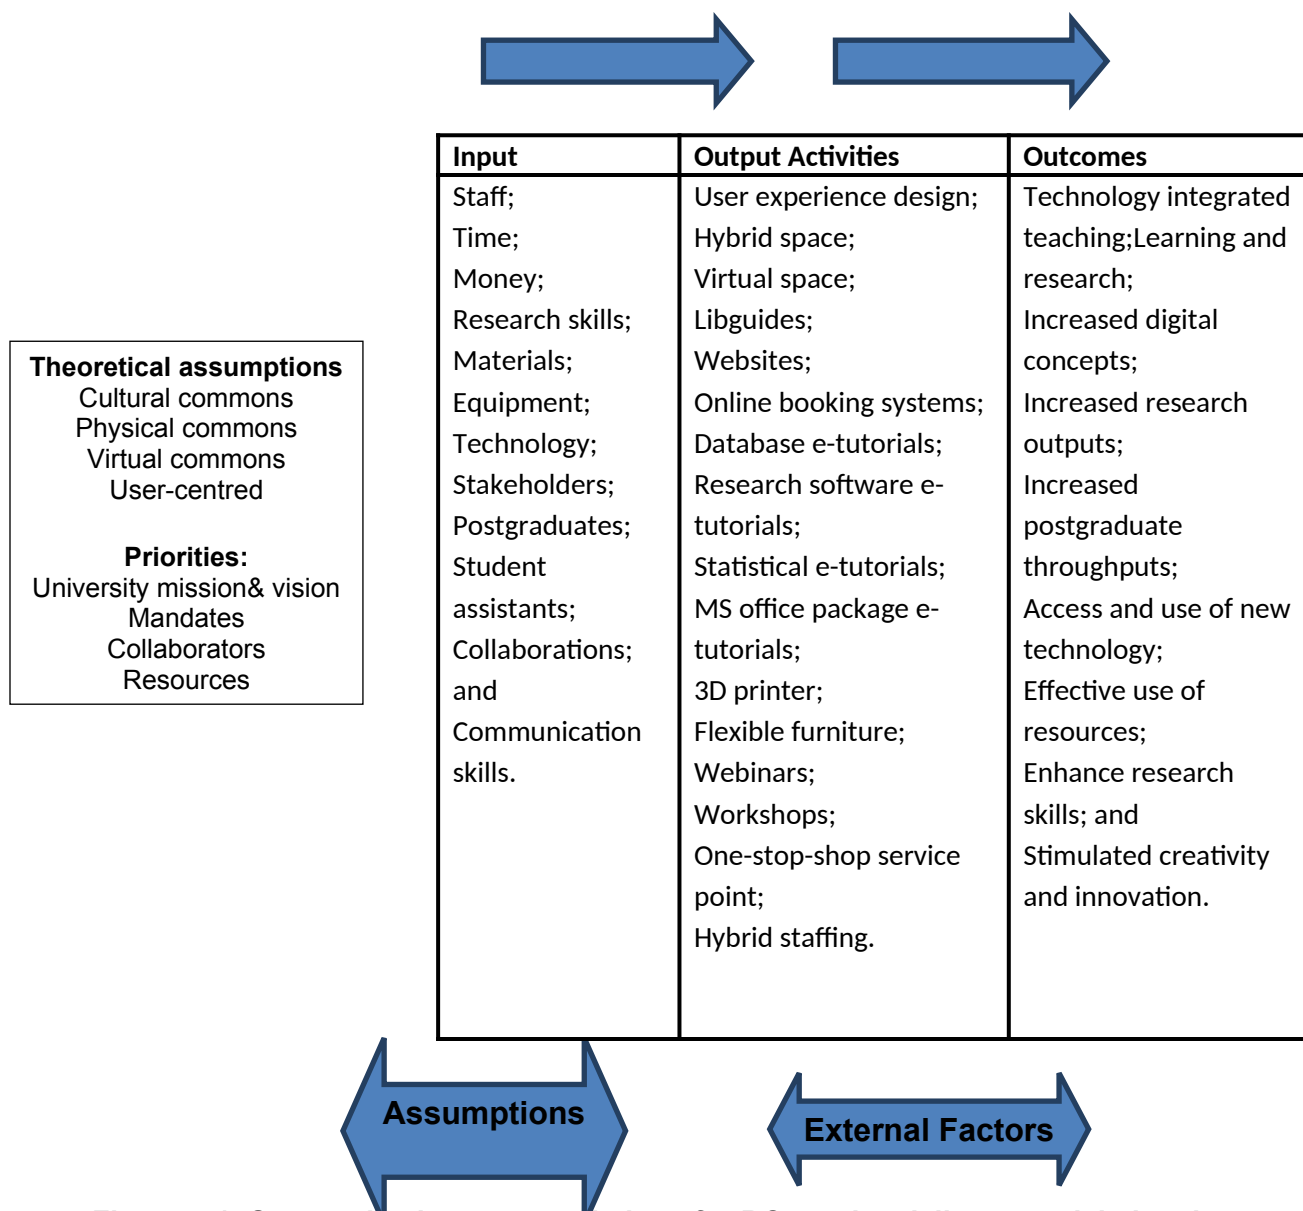 Theoretical assumptions
Cultural commons
Physical commons
Virtual commons
User-centred
Priorities:
University mission& vision
Mandates
Collaborators
Resources
Input
Staff;
Time;
Money;
Research skills;
Materials;
Equipment;
Technology;
Stakeholders;
Postgraduates;
Student
assistants;
Collaborations;
and
Communication
skills.
Output Activities
User experience design;
Hybrid space;
Virtual space;
Libguides;
Websites;
Online booking systems;
Database e-tutorials;
Research software e-
tutorials;
Statistical e-tutorials;
MS office package e-
tutorials;
3D printer;
Flexible furniture;
Webinars;
Workshops;
One-stop-shop service
point;
Hybrid staffing.
Outcomes
Technology integrated
teaching;Learning and
research;
Increased digital
concepts;
Increased research
outputs;
Increased
postgraduate
throughputs;
Access and use of new
technology;
Effective use of
resources;
Enhance research
skills; and
Stimulated creativity
and innovation.
Assumptions
External Factors